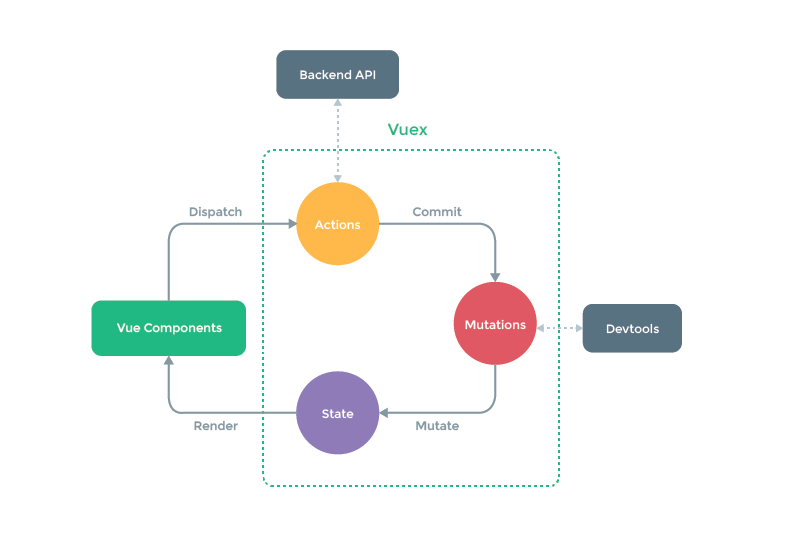 Backend API
Vuex
Dispatch
Commit
Actions
Vue Components
Mutations
Devtools
State
Render
Mutate